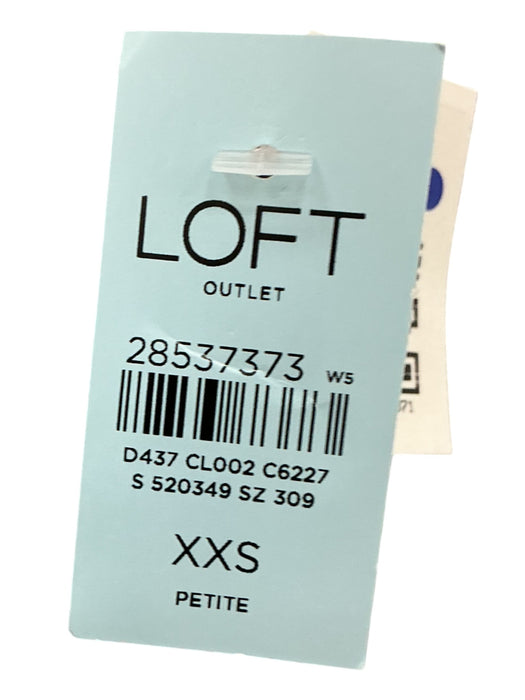 LOFT
OUTLET
28537373 W5
D437 CL002 C6227
S 520349 SZ 309
XXS
PETITE